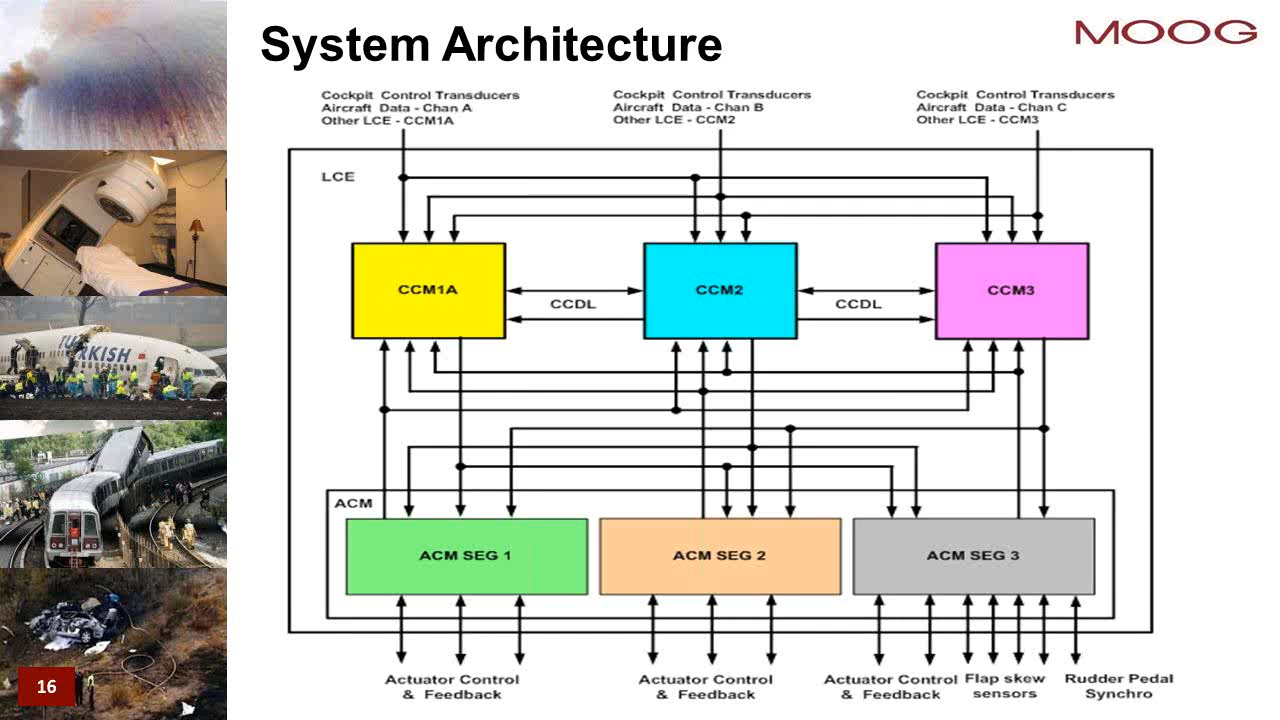 System Architecture
MOOG
Cockpit Control Transducers
Aircraft Data - Chan A
Other LCE - CCM1A
Cockpit Control Transducers
Aircraft Data - Chan B
Other LCE - CCM2
Cockpit Control Transducers
Aircraft Data - Chan C
Other LCE - CCM3
LCE
CCM1A
CCDL
CCM2
CCDL
CCM3
TURKISH
ACM
ACM SEG 1
ACM SEG 2
ACM SEG 3
Actuator Control
& Feedback
Actuator Control
& Feedback
Actuator Control
& Feedback
Flap skew
sensors
Rudder Pedal
Synchro
16